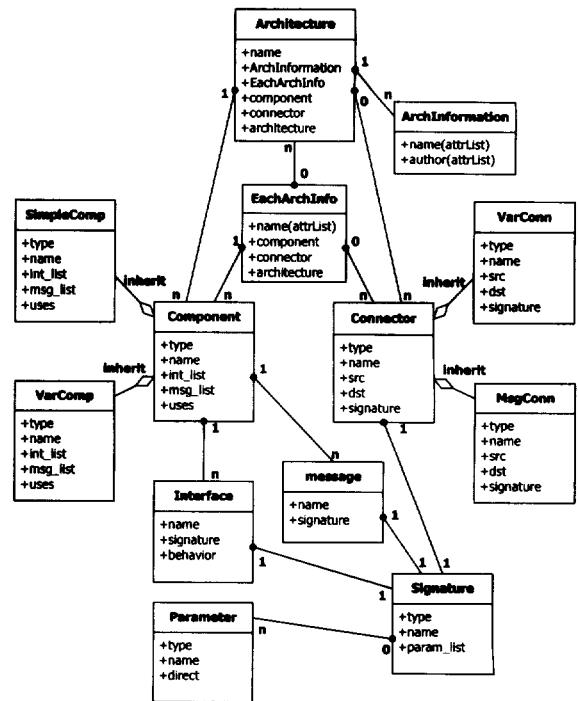 Architecture
+name
+ArchInformation
+EachArchInfo
+component
+connector
+architecture
1
1
0
n
n
0
ArchInformation
+name(attrList)
+author(attrList)
EachArchInfo
+name(attrList)
+component
+connector
+architecture
1
0
SimpleComp
+type
+name
+int_list
+msg_list
+uses
VarConn
+type
+name
+src
+dst
+signature
inherit
n
n
n
n
inherit
Component
+type
+name
+int_list
+msg_list
+uses
Connector
+type
+name
+src
+dst
+signature
inherit
inherit
1
1
1
VarComp
+type
+name
+int_list
+msg_list
+uses
MsgConn
+type
+name
+src
+dst
+signature
n
n
Interface
+name
+signature
+behavior
message
+name
+signature
1
1
1
1
1
Signature
+type
+name
+param_list
Parameter
+type
+name
+direct
n
0